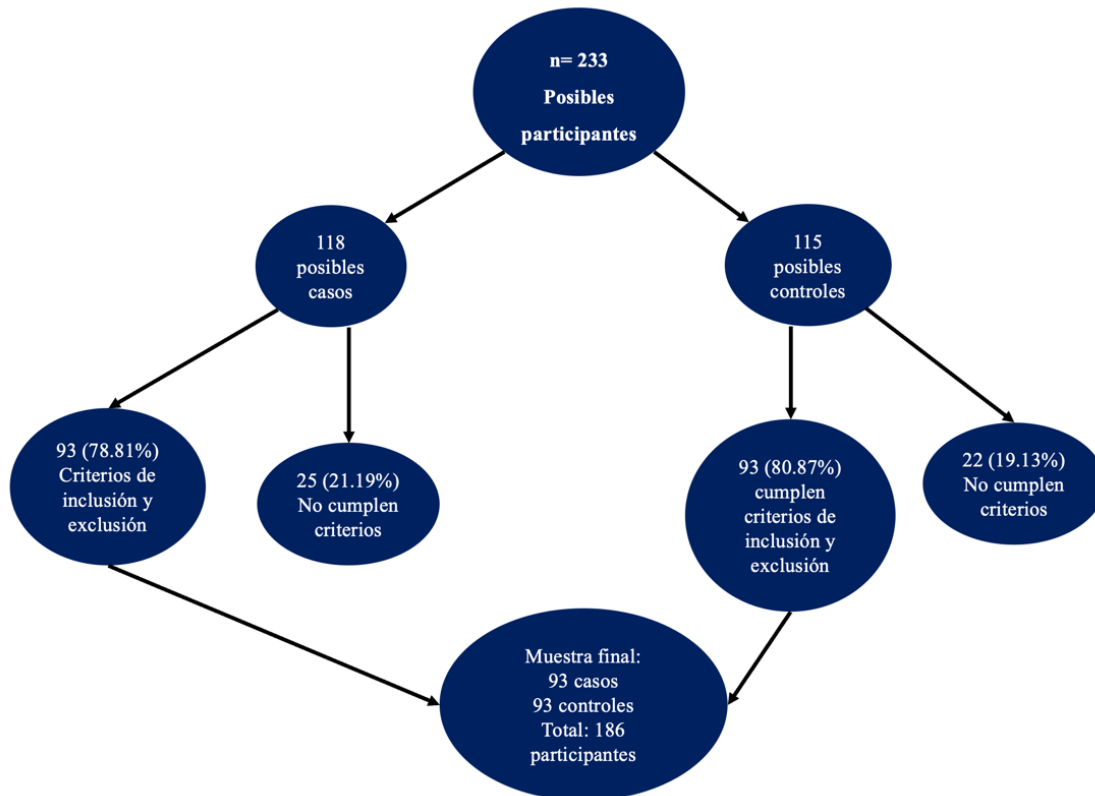 n= 233
Posibles
participantes
118
posibles
casos
115
posibles
controles
93 (78.81%)
Criterios de
inclusión y
exclusión
25 (21.19%)
No cumplen
criterios
93 (80.87%)
cumplen
criterios de
inclusión y
exclusión
22 (19.13%)
No cumplen
criterios
Muestra final:
93 casos
93 controles
Total: 186
participantes